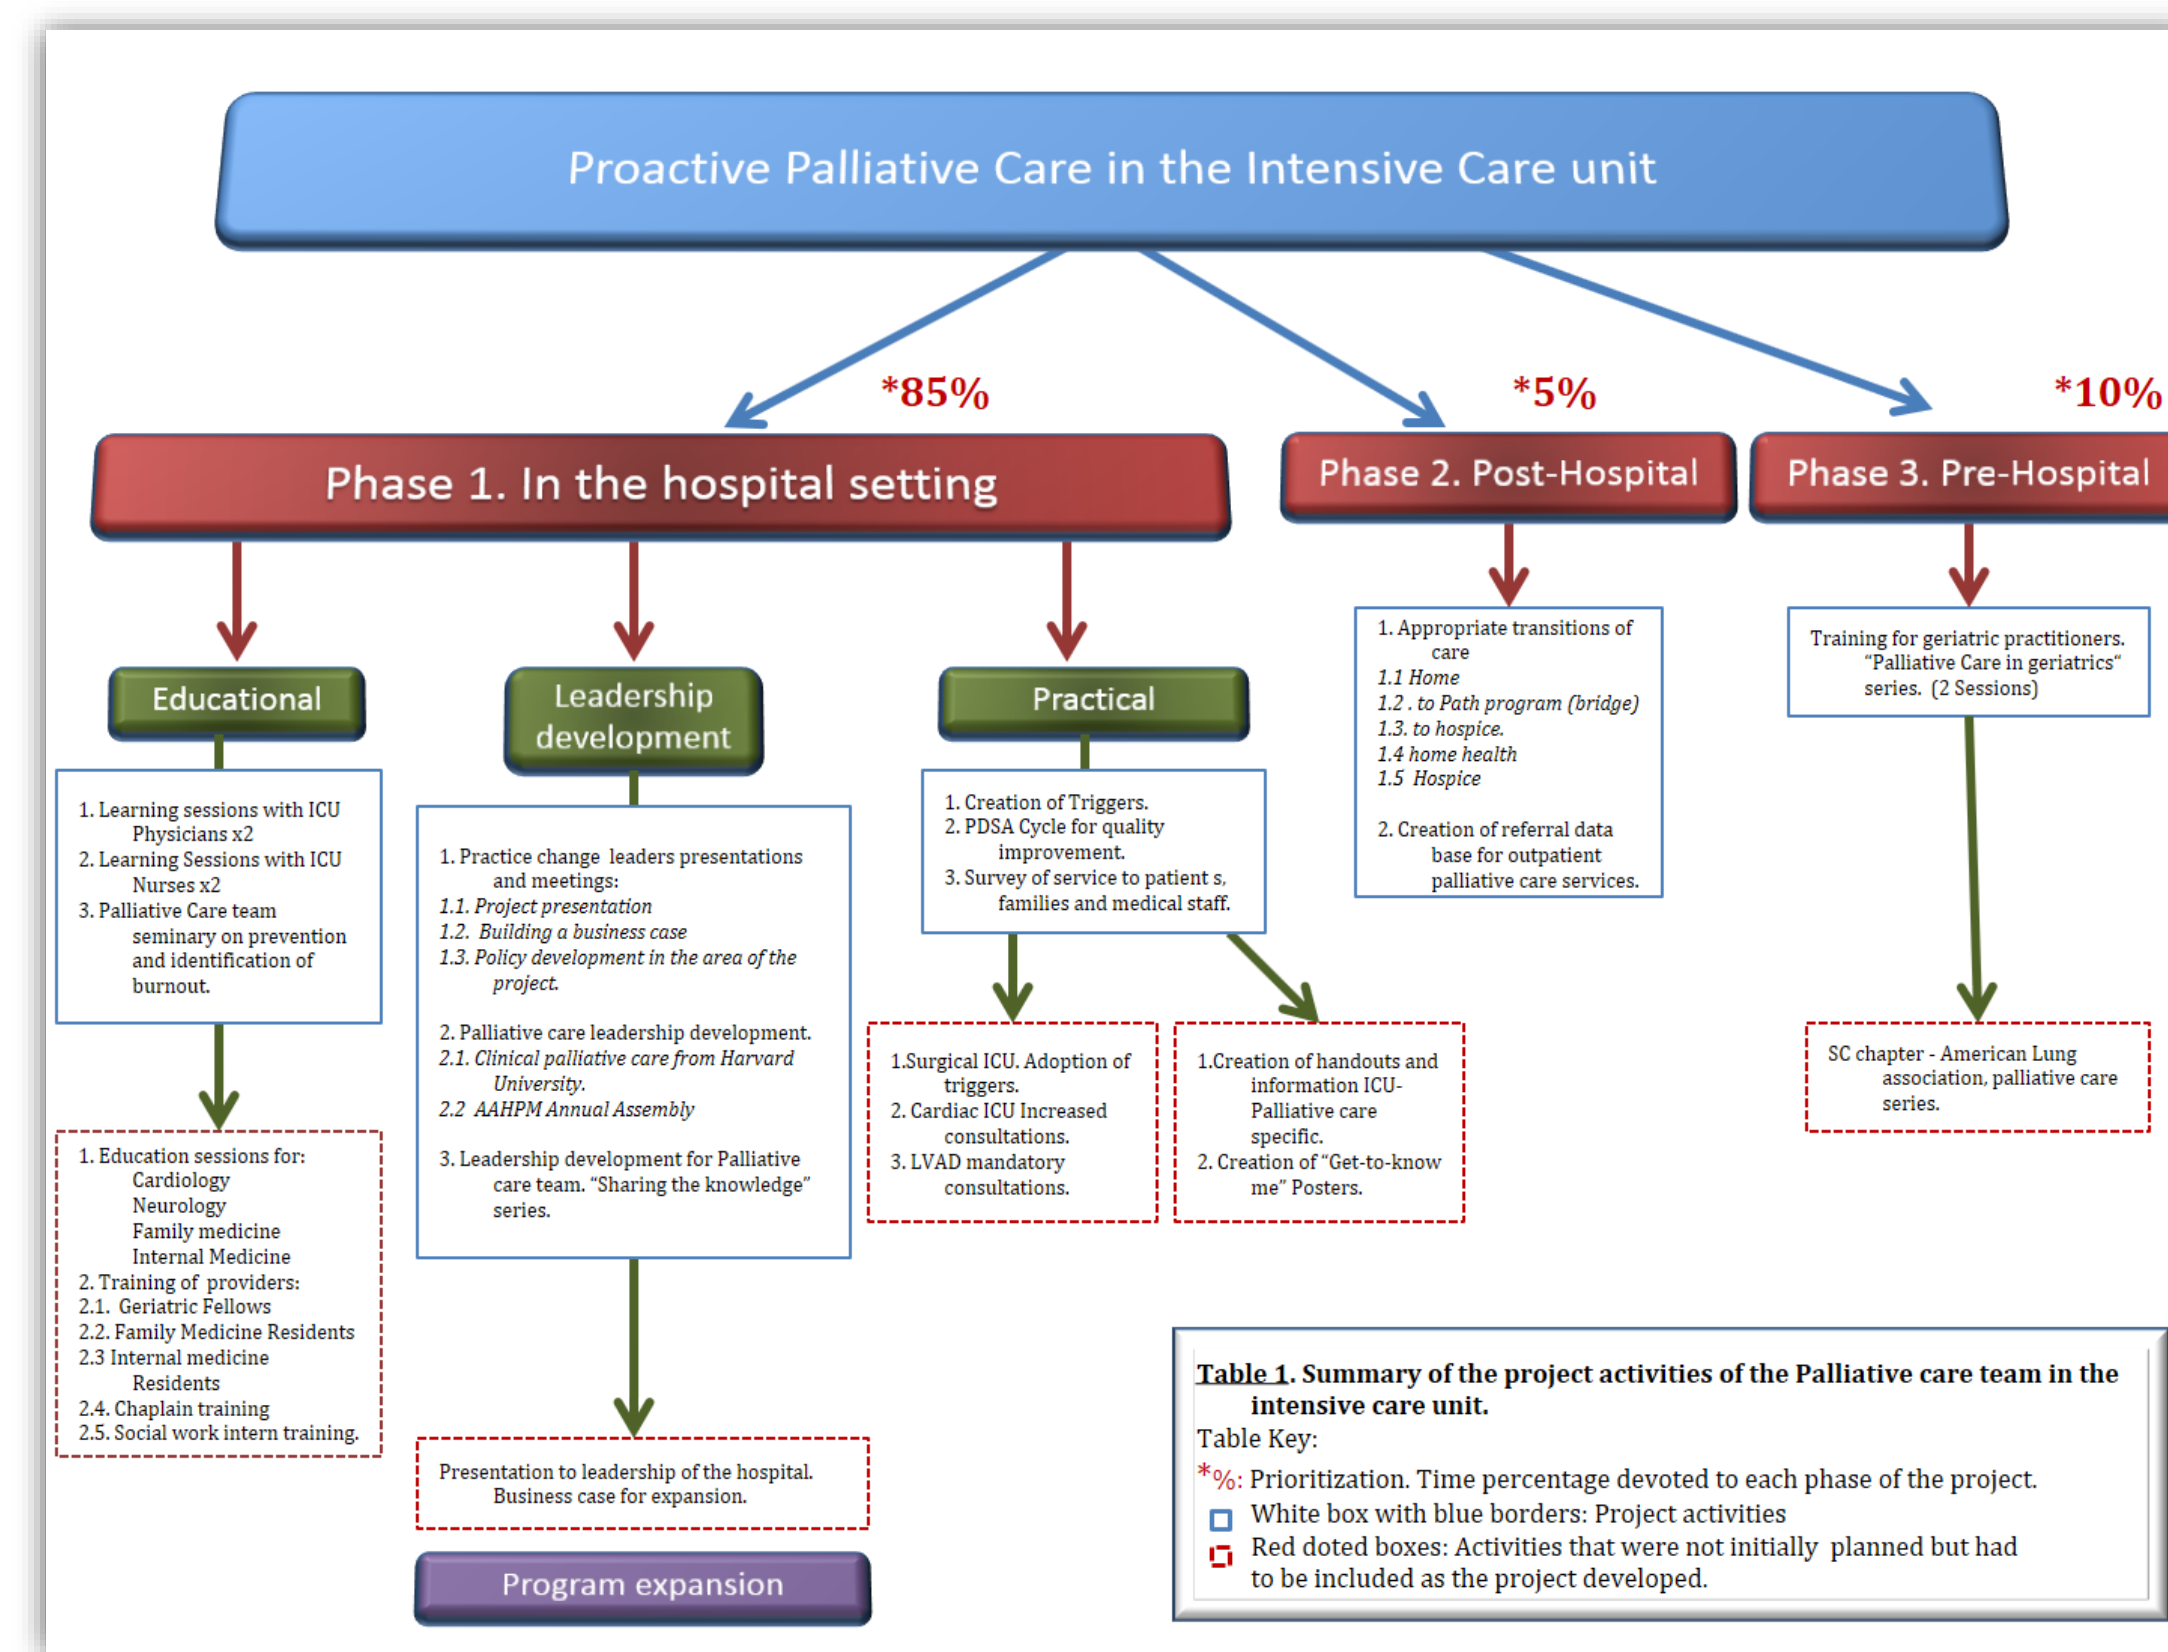 Proactive Palliative Care in the Intensive Care unit
*85%
*5%
*10%
Phase 1. In the hospital setting
Phase 2. Post-Hospital
Phase 3. Pre-Hospital
Educational
1. Learning sessions with ICU
Physicians x2
2. Learning Sessions with ICU
Nurses x2
3. Palliative Care team
seminary on prevention
and identification of
burnout.
1. Education sessions for:
Cardiology
Neurology
Family medicine
Internal Medicine
2. Training of providers:
2.1. Geriatric Fellows
2.2. Family Medicine Residents
2.3 Internal medicine
Residents
2.4. Chaplain training
2.5. Social work intern training.
Leadership
development
1. Practice change leaders presentations
and meetings:
1.1. Project presentation
1.2. Building a business case
1.3. Policy development in the area of the
project.
2. Palliative care leadership development.
2.1. Clinical palliative care from Harvard
University.
2.2 AAHPM Annual Assembly
3. Leadership development for Palliative
care team. “Sharing the knowledge”
series.
Presentation to leadership of the hospital.
Business case for expansion.
Program expansion
Practical
1. Creation of Triggers.
2. PDSA Cycle for quality
improvement.
3. Survey of service to patient s,
families and medical staff.
1.Surgical ICU. Adoption of
triggers.
2. Cardiac ICU Increased
consultations.
3. LVAD mandatory
consultations.
1.Creation of handouts and
information ICU-
Palliative care
specific.
2. Creation of “Get-to-know
me” Posters.
1. Appropriate transitions of
care
1.1 Home
1.2 . to Path program (bridge)
1.3. to hospice.
1.4 home health
1.5 Hospice
2. Creation of referral data
base for outpatient
palliative care services.
Training for geriatric practitioners.
“Palliative Care in geriatrics“
series. (2 Sessions)
SC chapter - American Lung
association, palliative care
series.
Table 1. Summary of the project activities of the Palliative care team in the
intensive care unit.
Table Key:
*%: Prioritization. Time percentage devoted to each phase of the project.
White box with blue borders: Project activities
Red doted boxes: Activities that were not initially planned but had
to be included as the project developed.